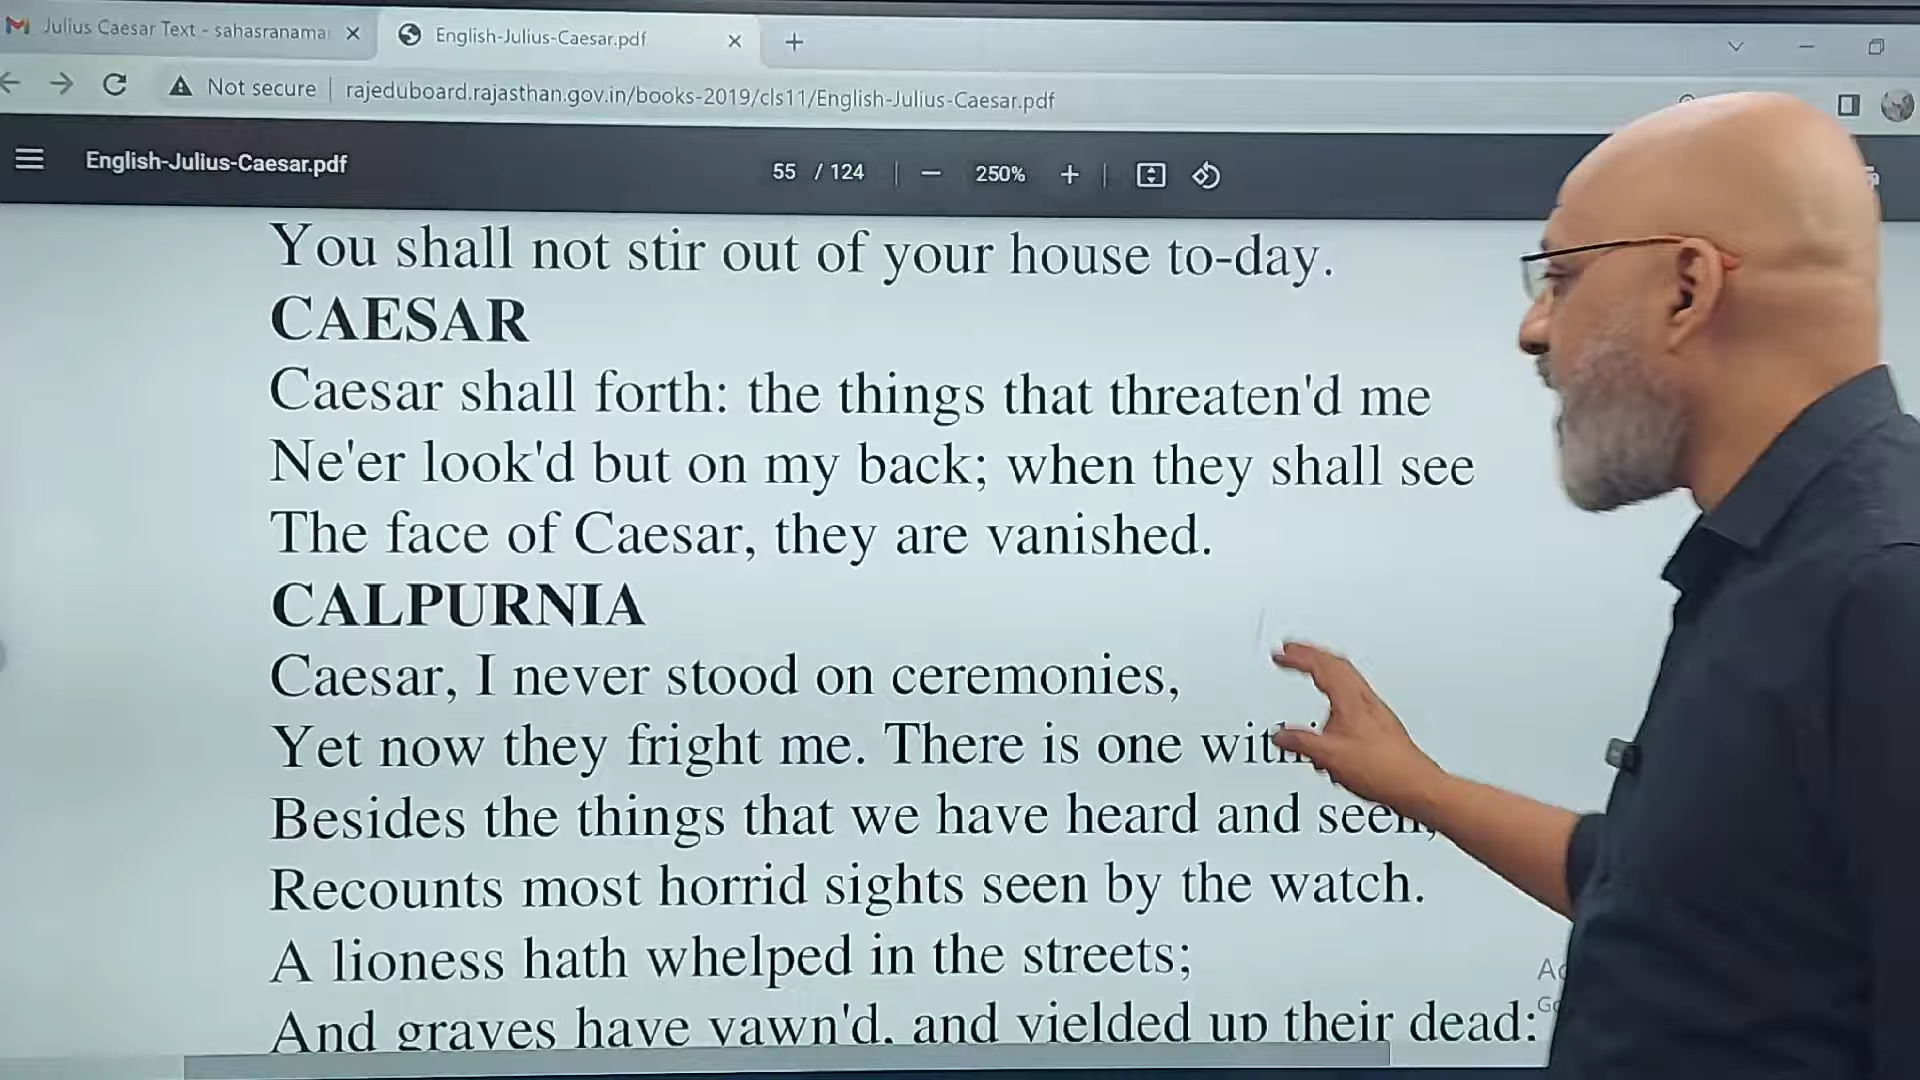 Julius Caesar Text - sahasranama
English-Julius-Caesar.pdf
Not secure
rajeduboard.rajasthan.gov.in/books-2019/cls11/English-Julius-Caesar.pdf
English-Julius-Caesar.pdf
55 / 124
250%
You shall not stir out of your house to-day.
CAESAR
Caesar shall forth: the things that threaten'd me
Ne'er look'd but on my back; when they shall see
The face of Caesar, they are vanished.
CALPURNIA
Caesar, I never stood on ceremonies,
Yet now they fright me. There is one within
Besides the things that we have heard and seen,
Recounts most horrid sights seen by the watch.
A lioness hath whelped in the streets;
And graves have yawn'd, and yielded up their dead: